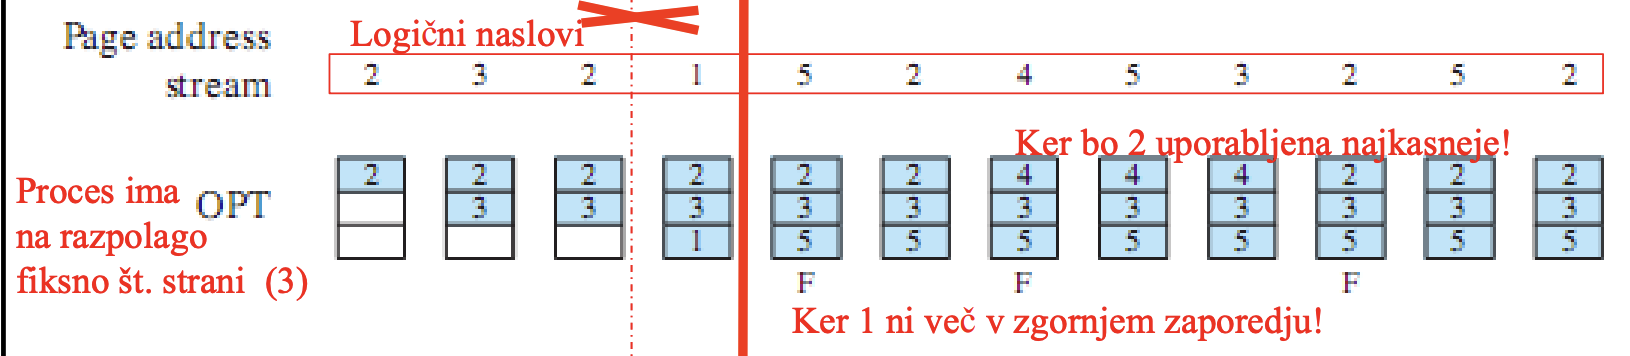 Page address
stream
Logični naslovi
2 3 2 1 5 2 4 5 3 2 5 2
Ker bo 2 uporabljena najkasneje!
Proces ima
na razpolago
fiksno št. strani (3)
OPT
2 2 2 2 2 2 4 4 4 2 2 2
3 3 3 3 3 3 3 3 3 3 3
1 5 5 5 5 5 5 5 5
F F F
Ker 1 ni več v zgornjem zaporedju!